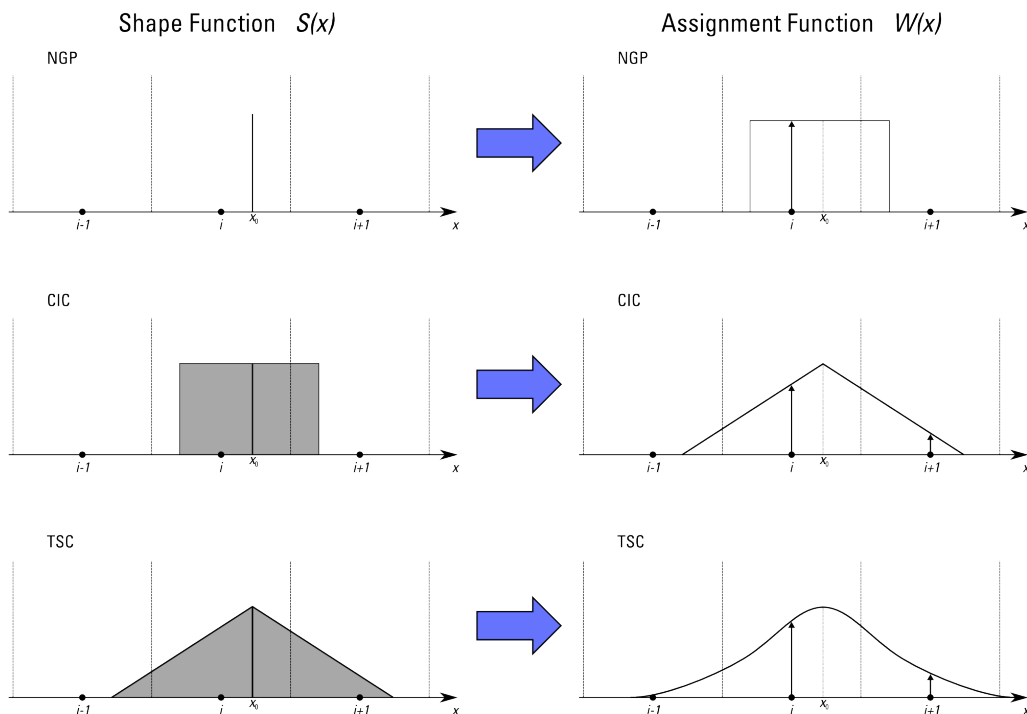 Shape Function S(x)
Assignment Function W(x)
NGP
NGP
i-1 i x₀ i+1 x
i-1 i x₀ i+1 x
CIC
CIC
i-1 i x₀ i+1 x
i-1 i x₀ i+1 x
TSC
TSC
i-1 i x₀ i+1 x
i-1 i x₀ i+1 x